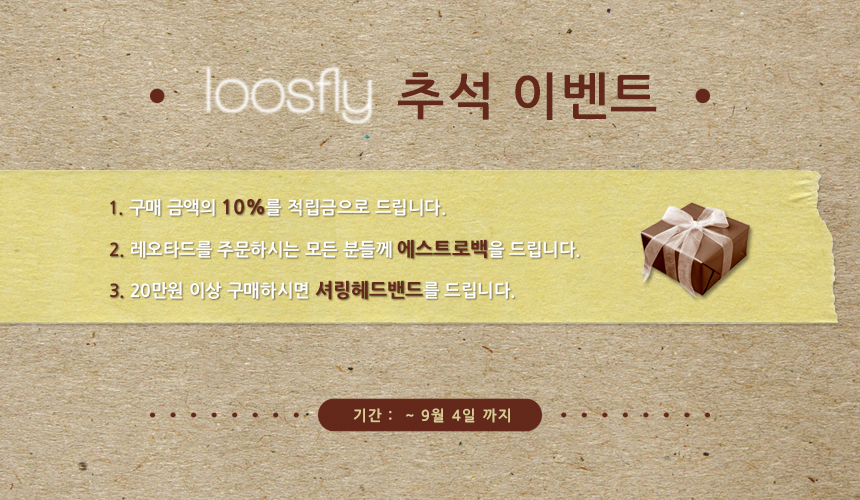 • loosfly 추석 이벤트 •
1. 구매 금액의 10%를 적립금으로 드립니다.
2. 레오타드를 주문하시는 모든 분들께 에스트로백을 드립니다.
3. 20만원 이상 구매하시면 셔링헤드밴드를 드립니다.
기간 : ~ 9월 4일 까지